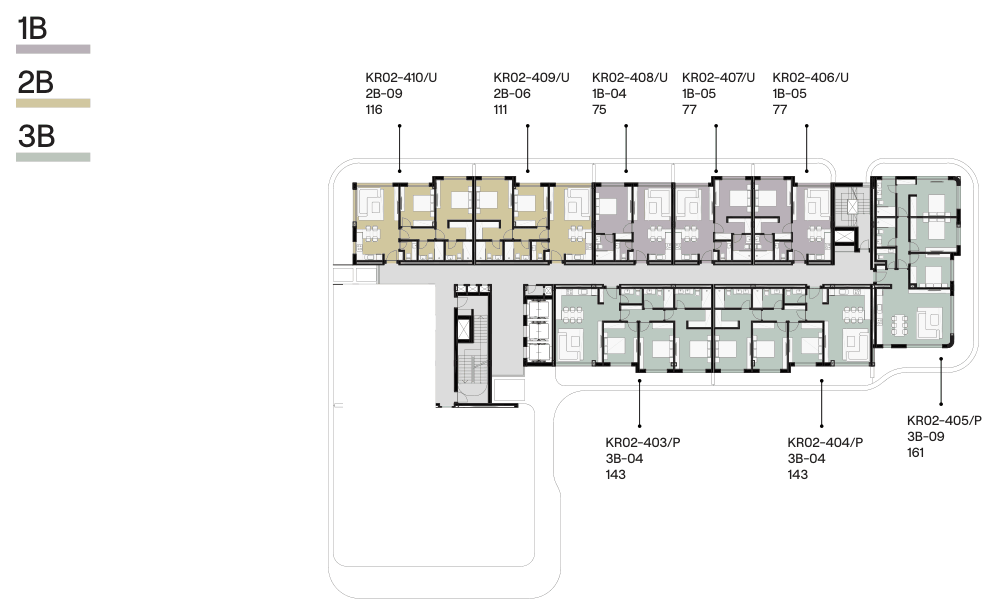 1B
2B
3B
KR02-410/U
2B-09
116
KR02-409/U
2B-06
111
KR02-408/U
1B-04
75
KR02-407/U
1B-05
77
KR02-406/U
1B-05
77
KR02-403/P
3B-04
143
KR02-404/P
3B-04
143
KR02-405/P
3B-09
161